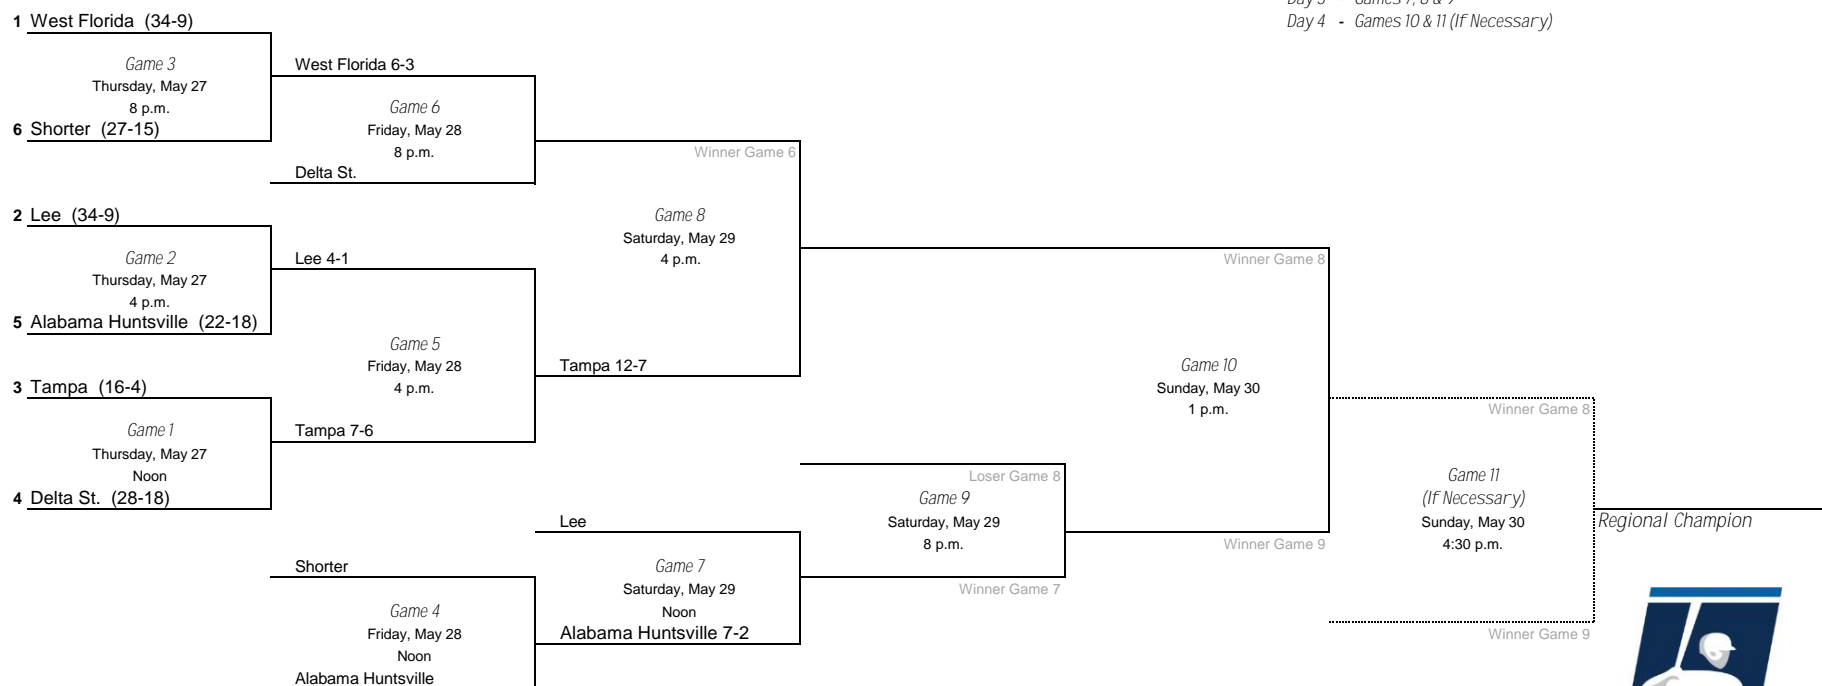 Day 4 - Games 10 & 11 (If Necessary)
1 West Florida (34-9)
Game 3
Thursday, May 27
8 p.m.
6 Shorter (27-15)
West Florida 6-3
Game 6
Friday, May 28
8 p.m.
Delta St.
Winner Game 6
2 Lee (34-9)
Game 2
Thursday, May 27
4 p.m.
5 Alabama Huntsville (22-18)
Lee 4-1
Game 5
Friday, May 28
4 p.m.
Tampa 7-6
Game 8
Saturday, May 29
4 p.m.
Tampa 12-7
Winner Game 8
3 Tampa (16-4)
Game 1
Thursday, May 27
Noon
4 Delta St. (28-18)
Game 10
Sunday, May 30
1 p.m.
Winner Game 8
Loser Game 8
Game 9
Saturday, May 29
8 p.m.
Winner Game 7
Winner Game 9
Game 11
(If Necessary)
Sunday, May 30
4:30 p.m.
Regional Champion
Winner Game 9
Lee
Game 7
Saturday, May 29
Noon
Alabama Huntsville 7-2
Shorter
Game 4
Friday, May 28
Noon
Alabama Huntsville